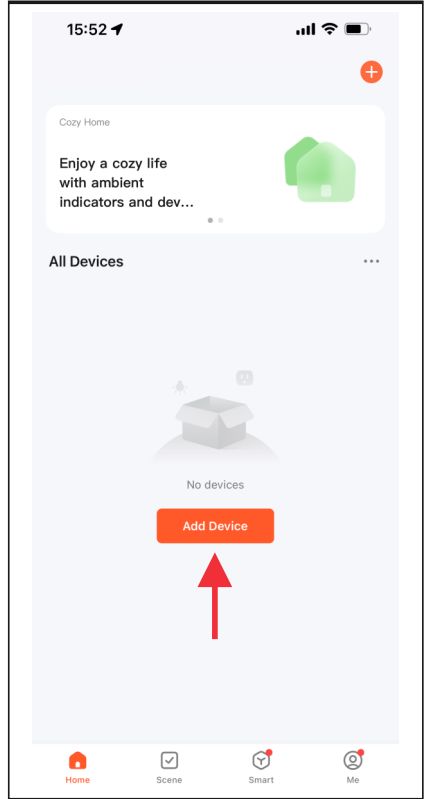 15:52
Cozy Home
Enjoy a cozy life
with ambient
indicators and dev...
All Devices
No devices
Add Device
Home
Scene
Smart
Me